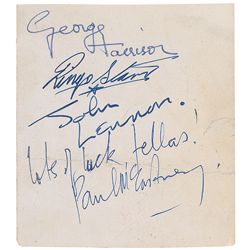 George
Harrison
Ringo Starr
John
Lennon!
lots of luck fellas!
Paul McCartney.